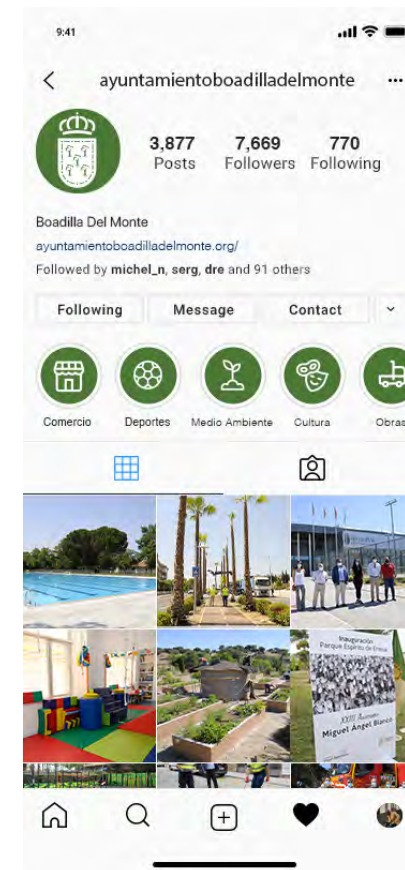 9:41
ayuntamientoboadilladelmonte
3,877 7,669 770
Posts Followers Following
Boadilla Del Monte
ayuntamientoboadilladelmonte.org/
Followed by michel_n, serg, dre and 91 others
Following Message Contact
Comercio Deportes Medio Ambiente Cultura Obras
Inauguración
Parque Espíritu de Ermua
XXIII Aniversario
Miguel Ángel Blanco